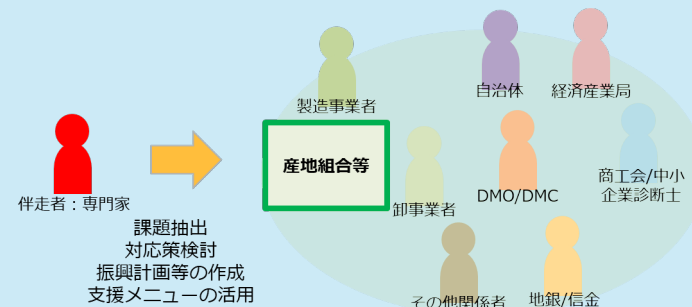 製造事業者
自治体
経済産業局
産地組合等
商工会/中小
企業診断士
伴走者：専門家
卸事業者
DMO/DMC
課題抽出
対応策検討
振興計画等の作成
支援メニューの活用
その他関係者
地銀/信金